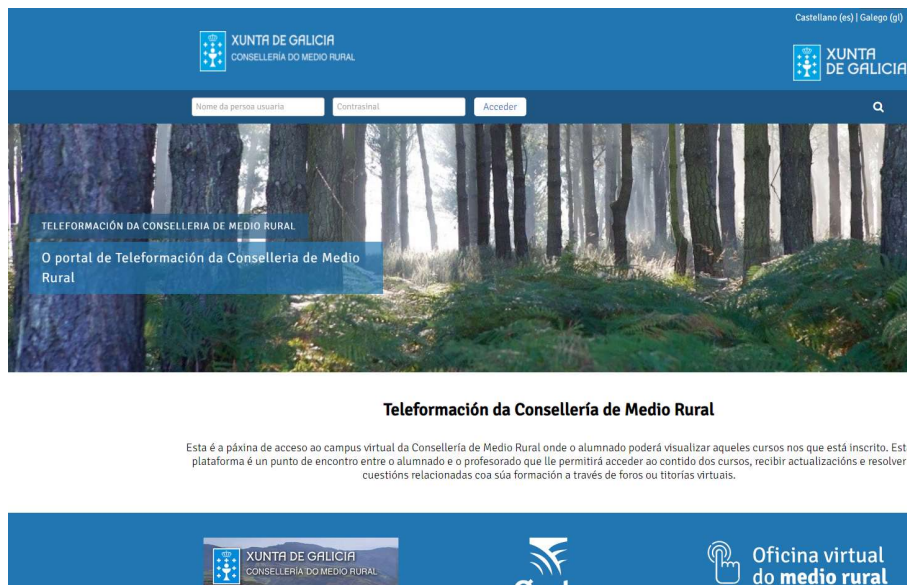 Castellano (es) | Galego (gl)
XUNTA DE GALICIA
CONSELLERÍA DO MEDIO RURAL
XUNTA
DE GALICIA
Nome da persoa usuaria
Contrasinal
Acceder
TELEFORMACIÓN DA CONSELLERIA DE MEDIO RURAL
O portal de Teleformación da Conselleria de Medio
Rural
Teleformación da Consellería de Medio Rural
Esta é a páxina de acceso ao campus virtual da Consellería de Medio Rural onde o alumnado poderá visualizar aqueles cursos nos que está inscrito. Est
plataforma é un punto de encontro entre o alumnado e o profesorado que lle permitirá acceder ao contido dos cursos, recibir actualizacións e resolver
cuestións relacionadas coa súa formación a través de foros ou titorías virtuais.
XUNTA DE GALICIA
CONSELLERÍA DO MEDIO RURAL
Oficina virtual
do medio rural